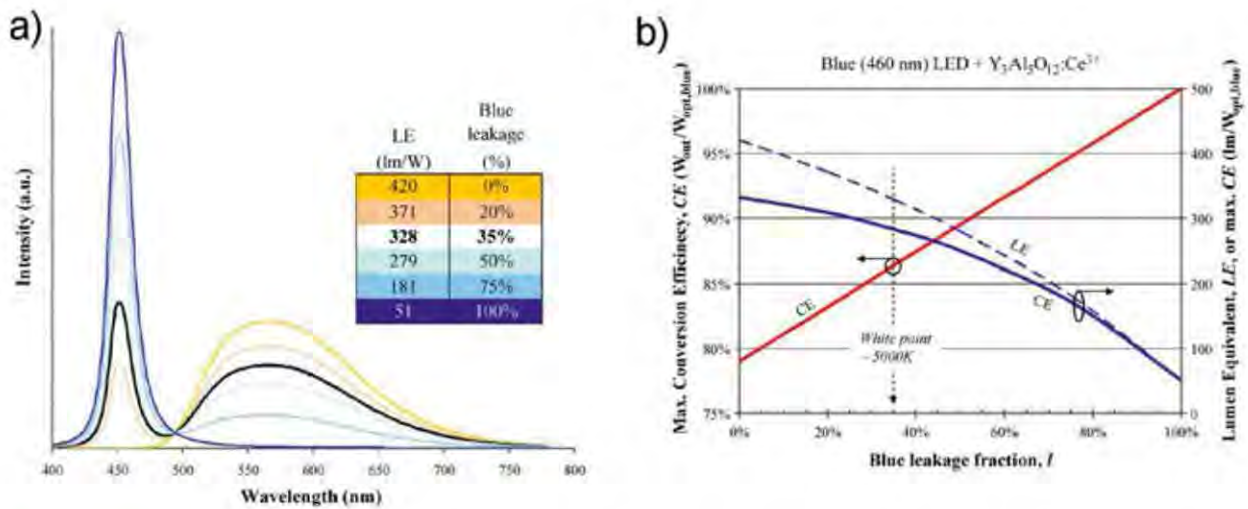 a)
LE
(lm/W)
Blue
leakage
(%)
420 0%
371 20%
328 35%
279 50%
181 75%
51 100%
Intensity (a.u.)
400 450 500 550 600 650 700 750 800
Wavelength (nm)
b)
Blue (460 nm) LED + Y3Al5O12:Ce3+
Max. Conversion Efficinecy, CE (Wout/Wopt,blue)
100%
95%
90%
85%
80%
75%
500
400
300
200
100
0
Lumen Equivalent, LE, or max. CE (lm/Wopt,blue)
LE
CE
CE
White point
~5000K
0% 20% 40% 60% 80% 100%
Blue leakage fraction, l